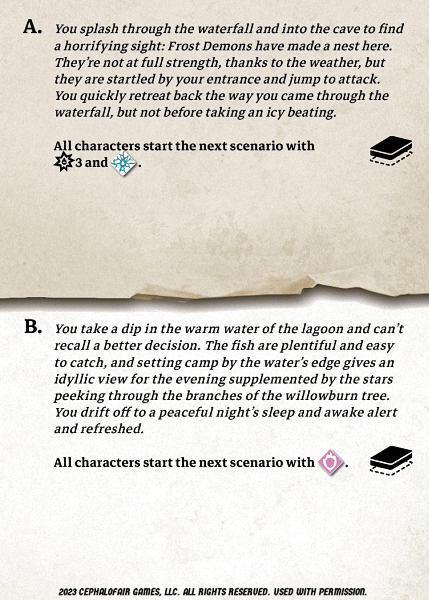 A. You splash through the waterfall and into the cave to find
a horrifying sight: Frost Demons have made a nest here.
They're not at full strength, thanks to the weather, but
they are startled by your entrance and jump to attack.
You quickly retreat back the way you came through the
waterfall, but not before taking an icy beating.
All characters start the next scenario with
3 and .
B. You take a dip in the warm water of the lagoon and can't
recall a better decision. The fish are plentiful and easy
to catch, and setting camp by the water's edge gives an
idyllic view for the evening supplemented by the stars
peeking through the branches of the willowburn tree.
You drift off to a peaceful night's sleep and awake alert
and refreshed.
All characters start the next scenario with .
2023 CEPHALOFAIR GAMES, LLC. ALL RIGHTS RESERVED. USED WITH PERMISSION.